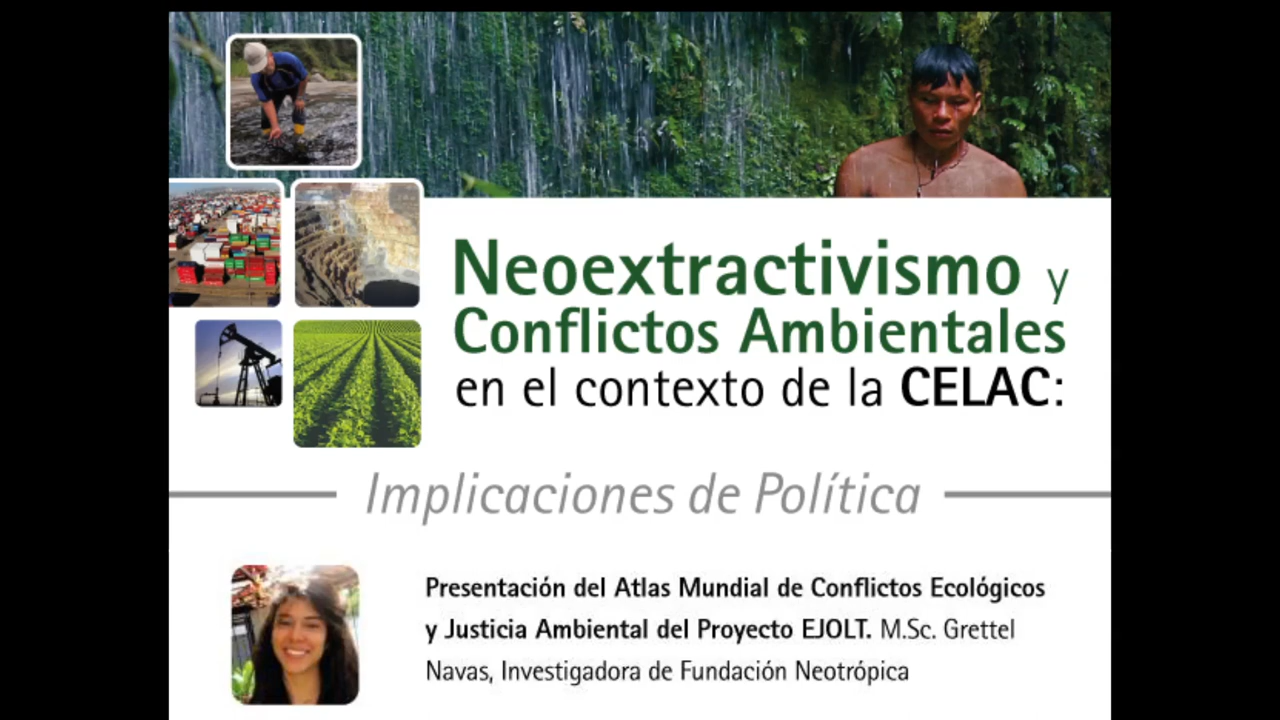 Neoextractivismo y
Conflictos Ambientales
en el contexto de la CELAC:
Implicaciones de Política
Presentación del Atlas Mundial de Conflictos Ecológicos
y Justicia Ambiental del Proyecto EJOLT. M.Sc. Grettel
Navas, Investigadora de Fundación Neotrópica